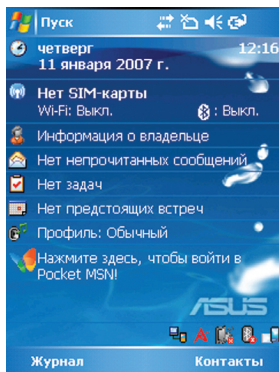 Пуск
четверг 12:16
11 января 2007 г.
Нет SIM-карты
Wi-Fi: Выкл. : Выкл.
Информация о владельце
Нет непрочитанных сообщений
Нет задач
Нет предстоящих встреч
Профиль: Обычный
Нажмите здесь, чтобы войти в
Pocket MSN!
ASUS
Журнал Контакты